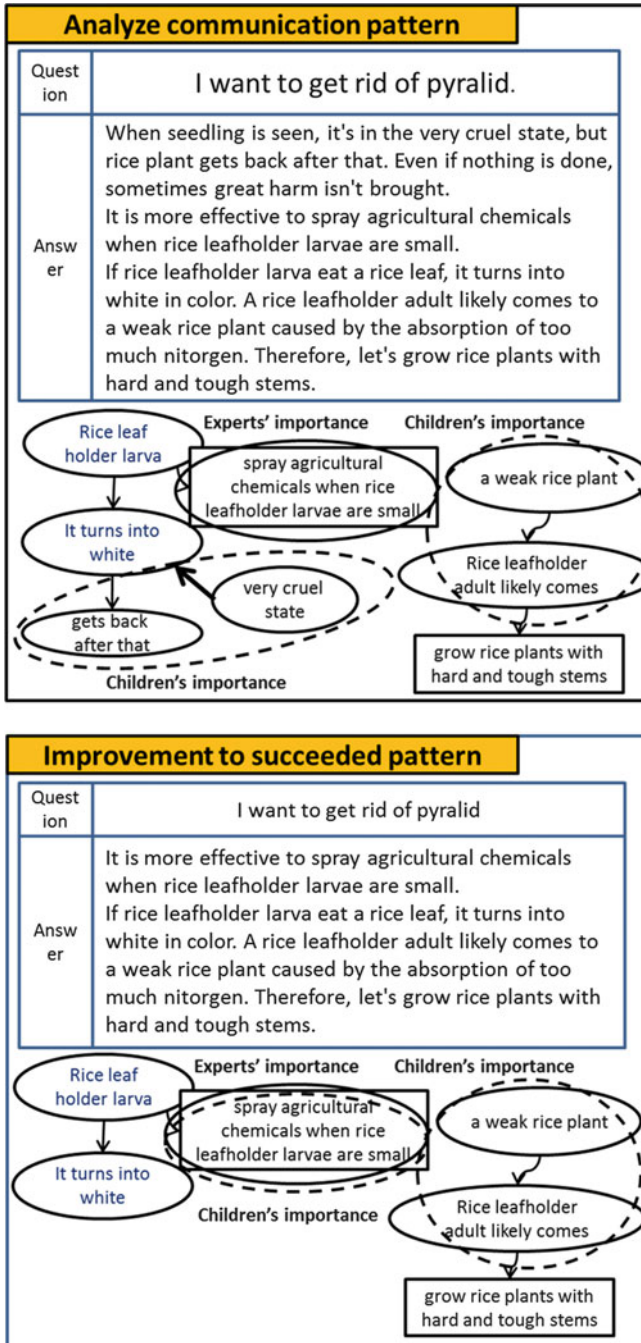 Analyze communication pattern
Quest
ion
I want to get rid of pyralid.
Answ
er
When seedling is seen, it's in the very cruel state, but
rice plant gets back after that. Even if nothing is done,
sometimes great harm isn't brought.
It is more effective to spray agricultural chemicals
when rice leafholder larvae are small.
If rice leafholder larva eat a rice leaf, it turns into
white in color. A rice leafholder adult likely comes to
a weak rice plant caused by the absorption of too
much nitorgen. Therefore, let's grow rice plants with
hard and tough stems.
Rice leaf
holder larva
It turns into
white
gets back
after that
very cruel
state
Children's importance
Experts' importance
spray agricultural
chemicals when rice
leafholder larvae are small
Children's importance
a weak rice plant
Rice leafholder
adult likely comes
grow rice plants with
hard and tough stems
Improvement to succeeded pattern
Quest
ion
I want to get rid of pyralid
Answ
er
It is more effective to spray agricultural chemicals
when rice leafholder larvae are small.
If rice leafholder larva eat a rice leaf, it turns into
white in color. A rice leafholder adult likely comes to
a weak rice plant caused by the absorption of too
much nitorgen. Therefore, let's grow rice plants with
hard and tough stems.
Rice leaf
holder larva
It turns into
white
Experts' importance
spray agricultural
chemicals when rice
leafholder larvae are small
Children's importance
Children's importance
a weak rice plant
Rice leafholder
adult likely comes
grow rice plants with
hard and tough stems